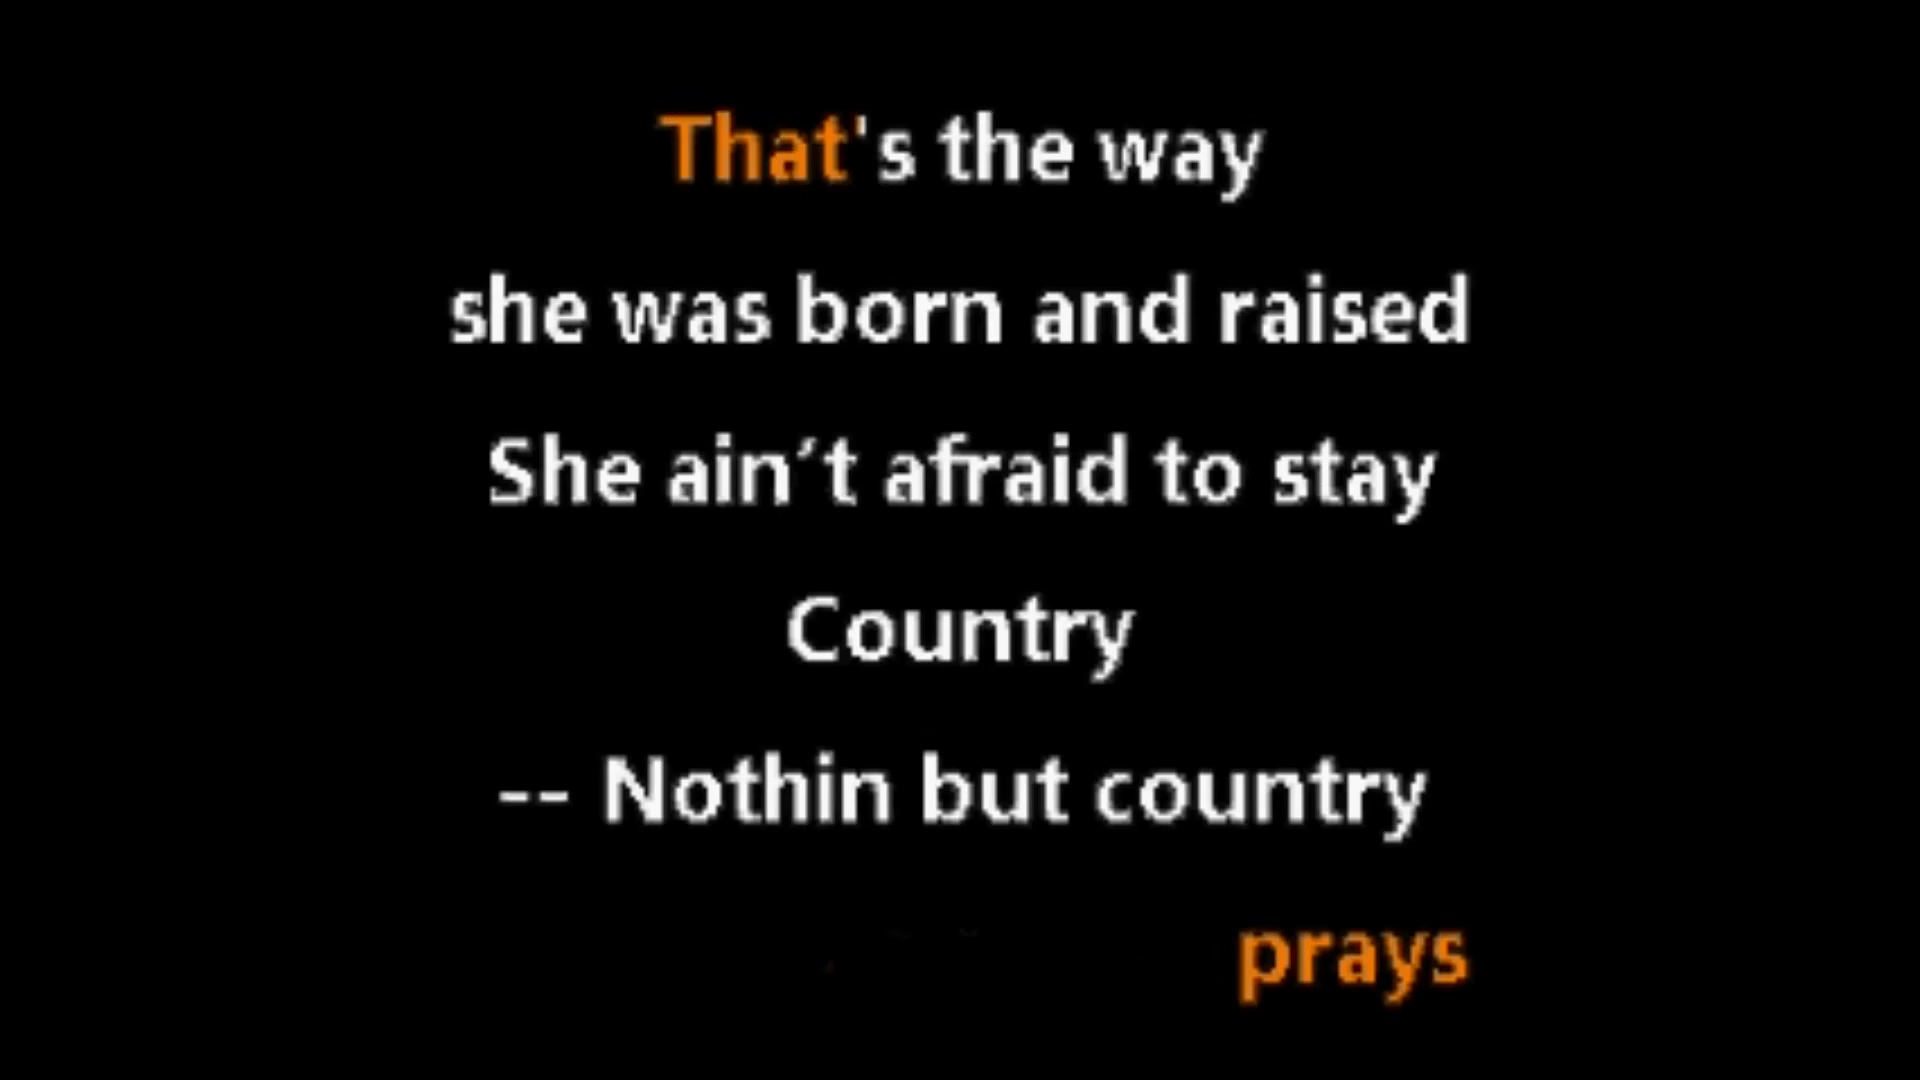 That's the way
she was born and raised
She ain’t afraid to stay
Country
-- Nothin but country
prays